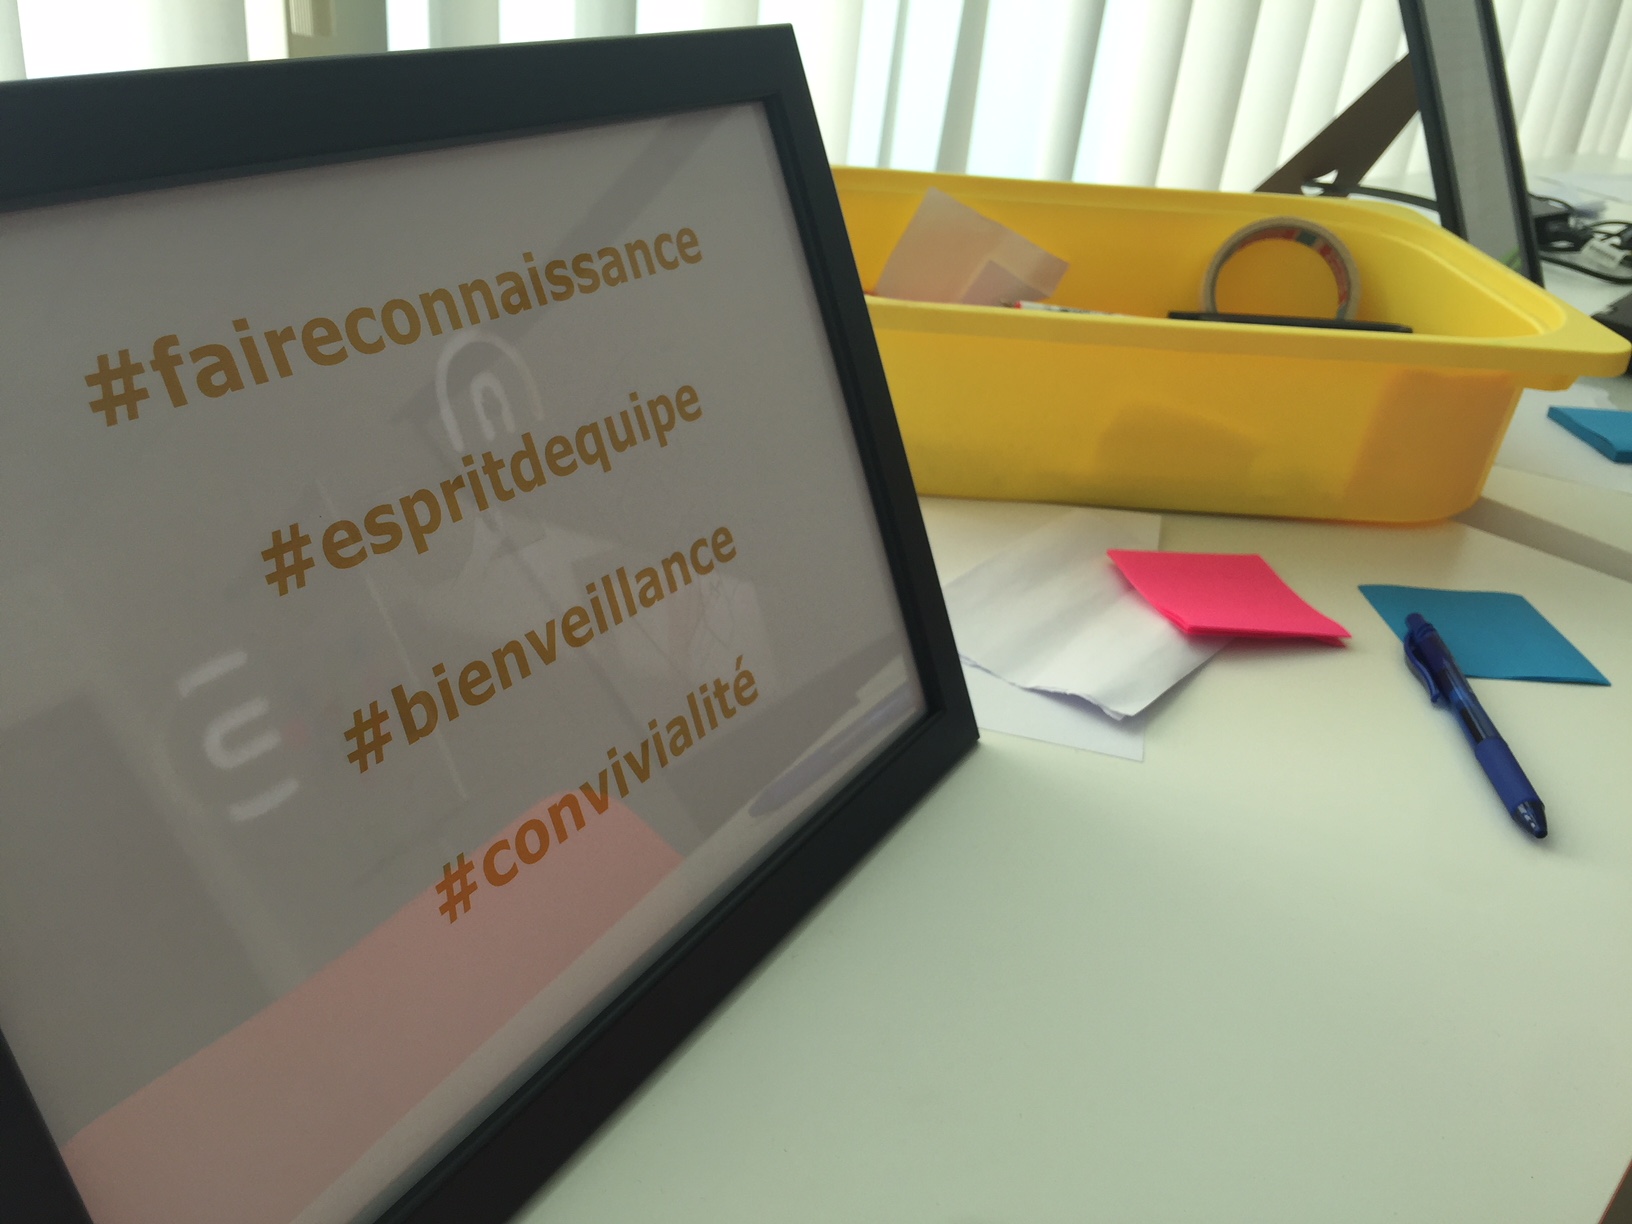 #faireconnaissance
#espritdequipe
#bienveillance
#convivialité